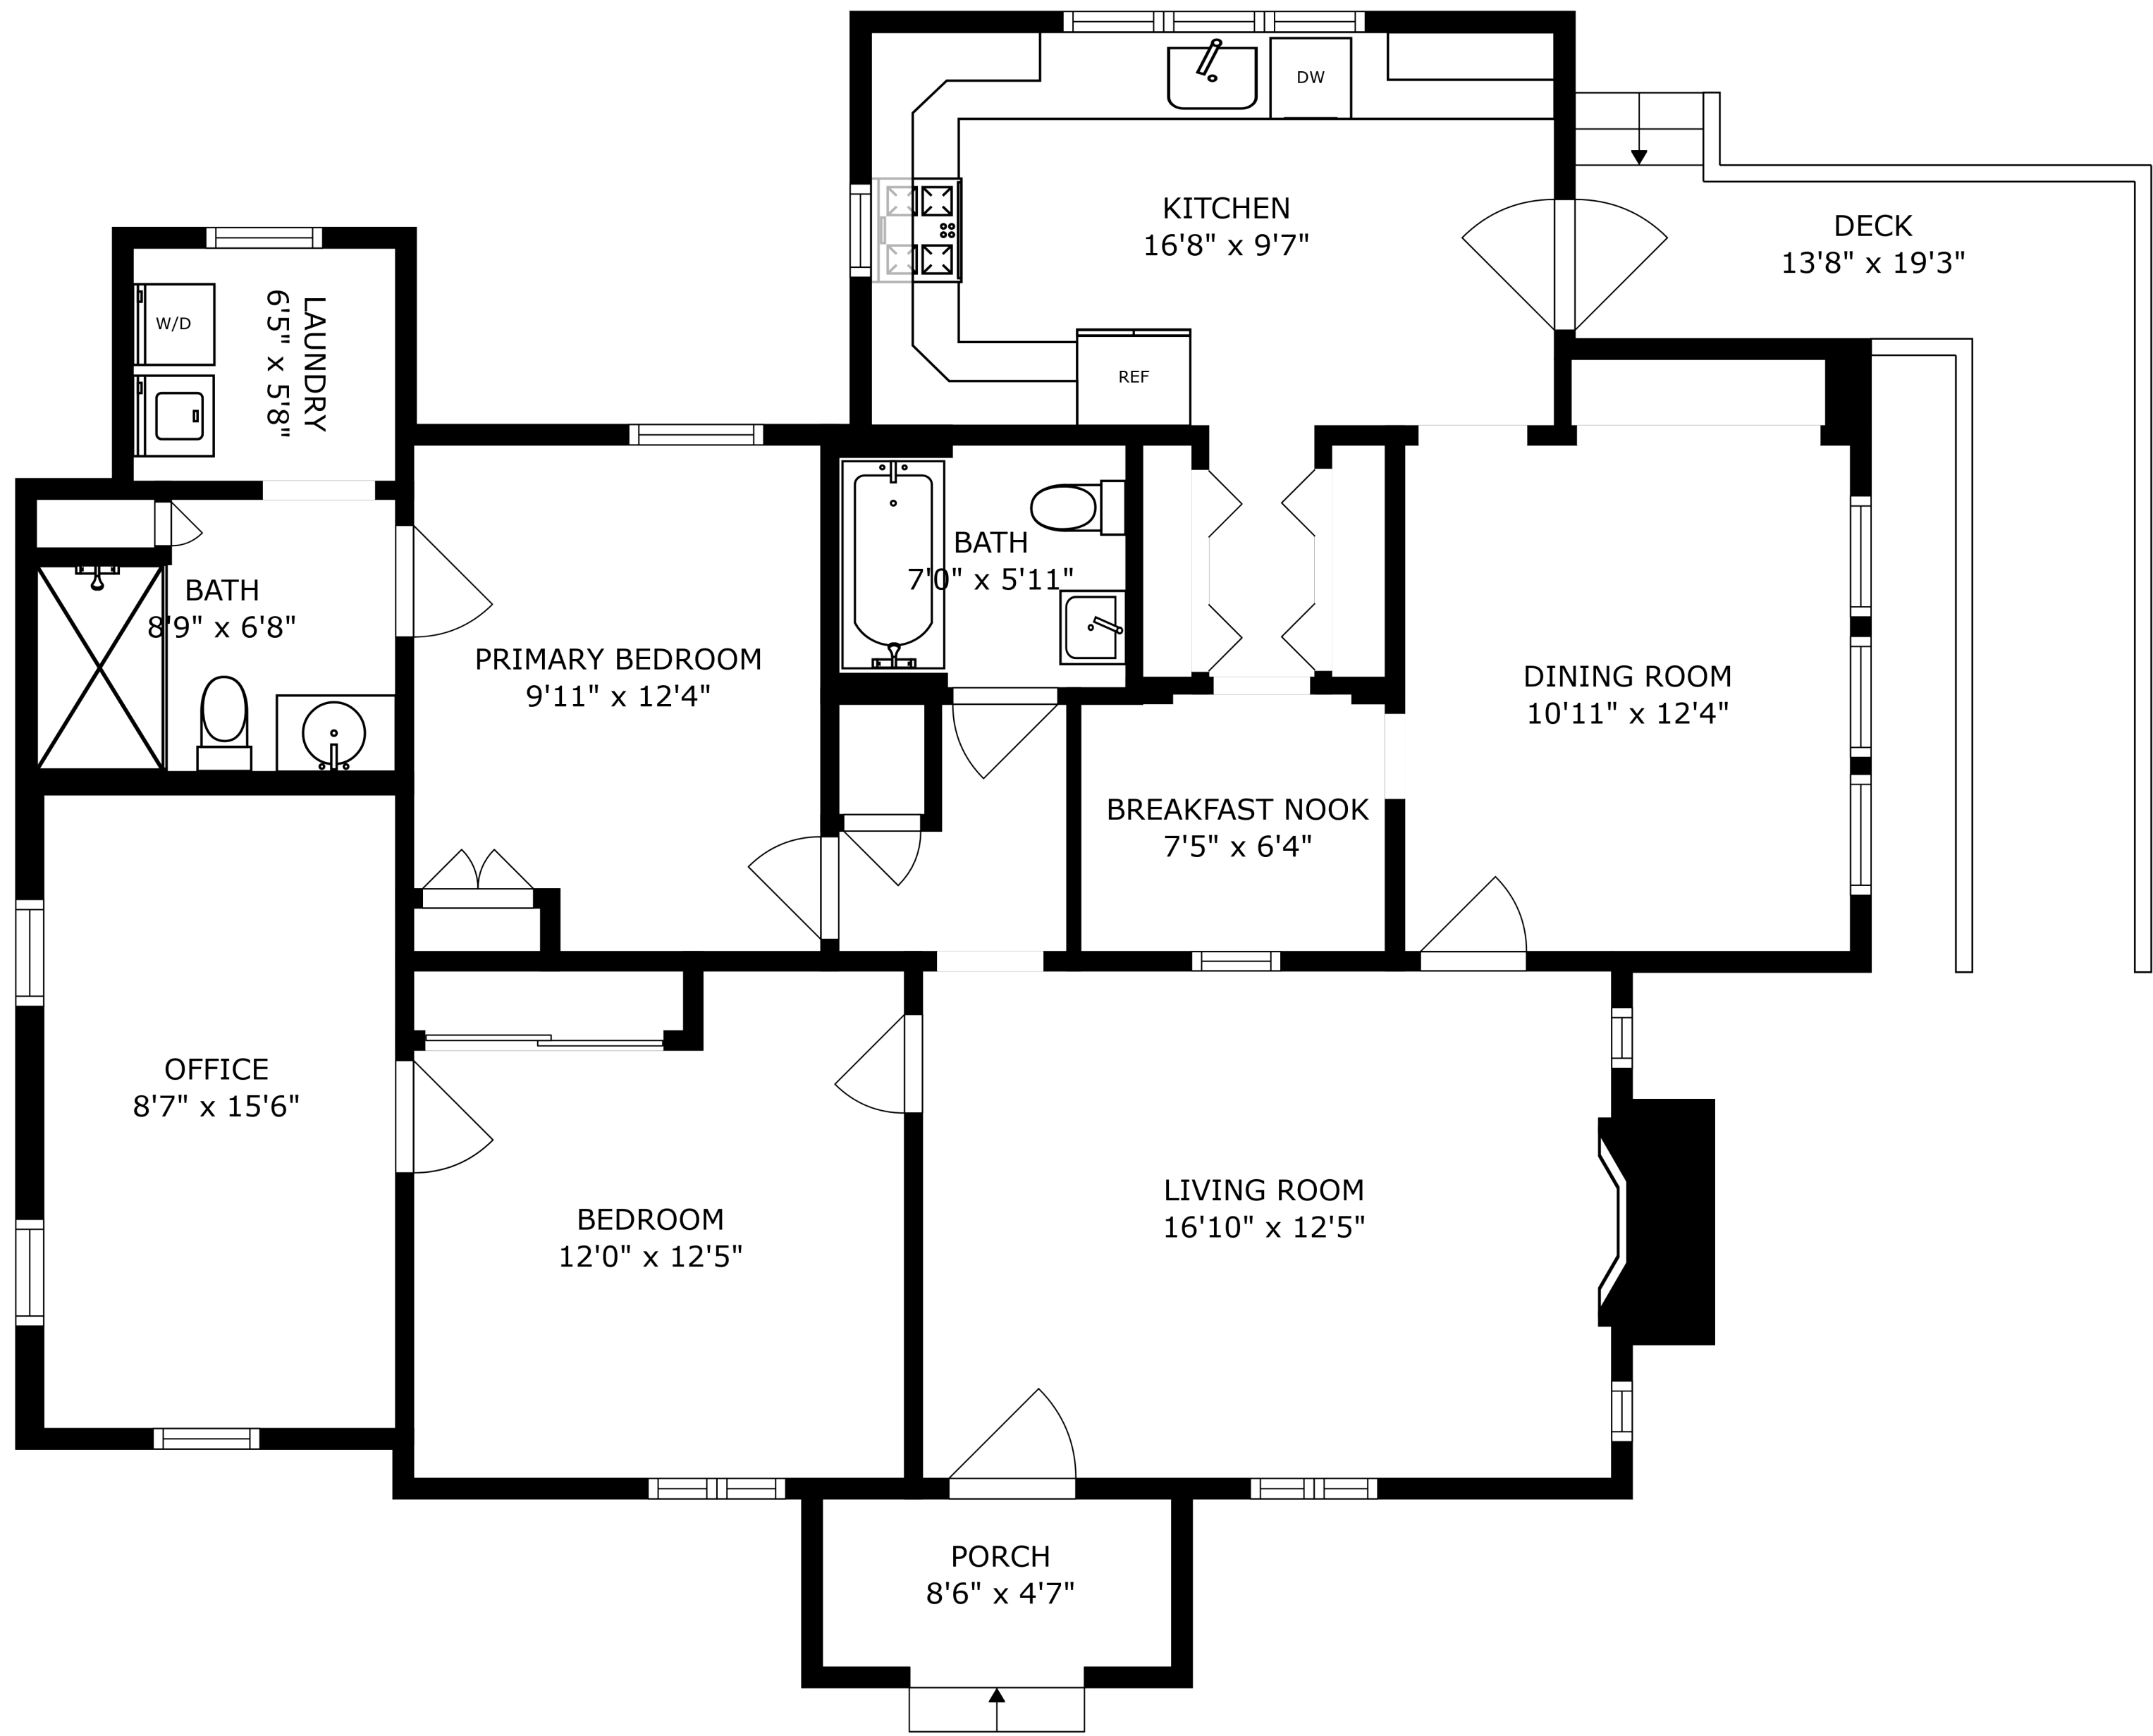 DW
KITCHEN
16'8" x 9'7"
DECK
13'8" x 19'3"
W/D
LAUNDRY
6'5" x 5'8"
REF
BATH
7'0" x 5'11"
BATH
8'9" x 6'8"
PRIMARY BEDROOM
9'11" x 12'4"
DINING ROOM
10'11" x 12'4"
BREAKFAST NOOK
7'5" x 6'4"
OFFICE
8'7" x 15'6"
BEDROOM
12'0" x 12'5"
LIVING ROOM
16'10" x 12'5"
PORCH
8'6" x 4'7"